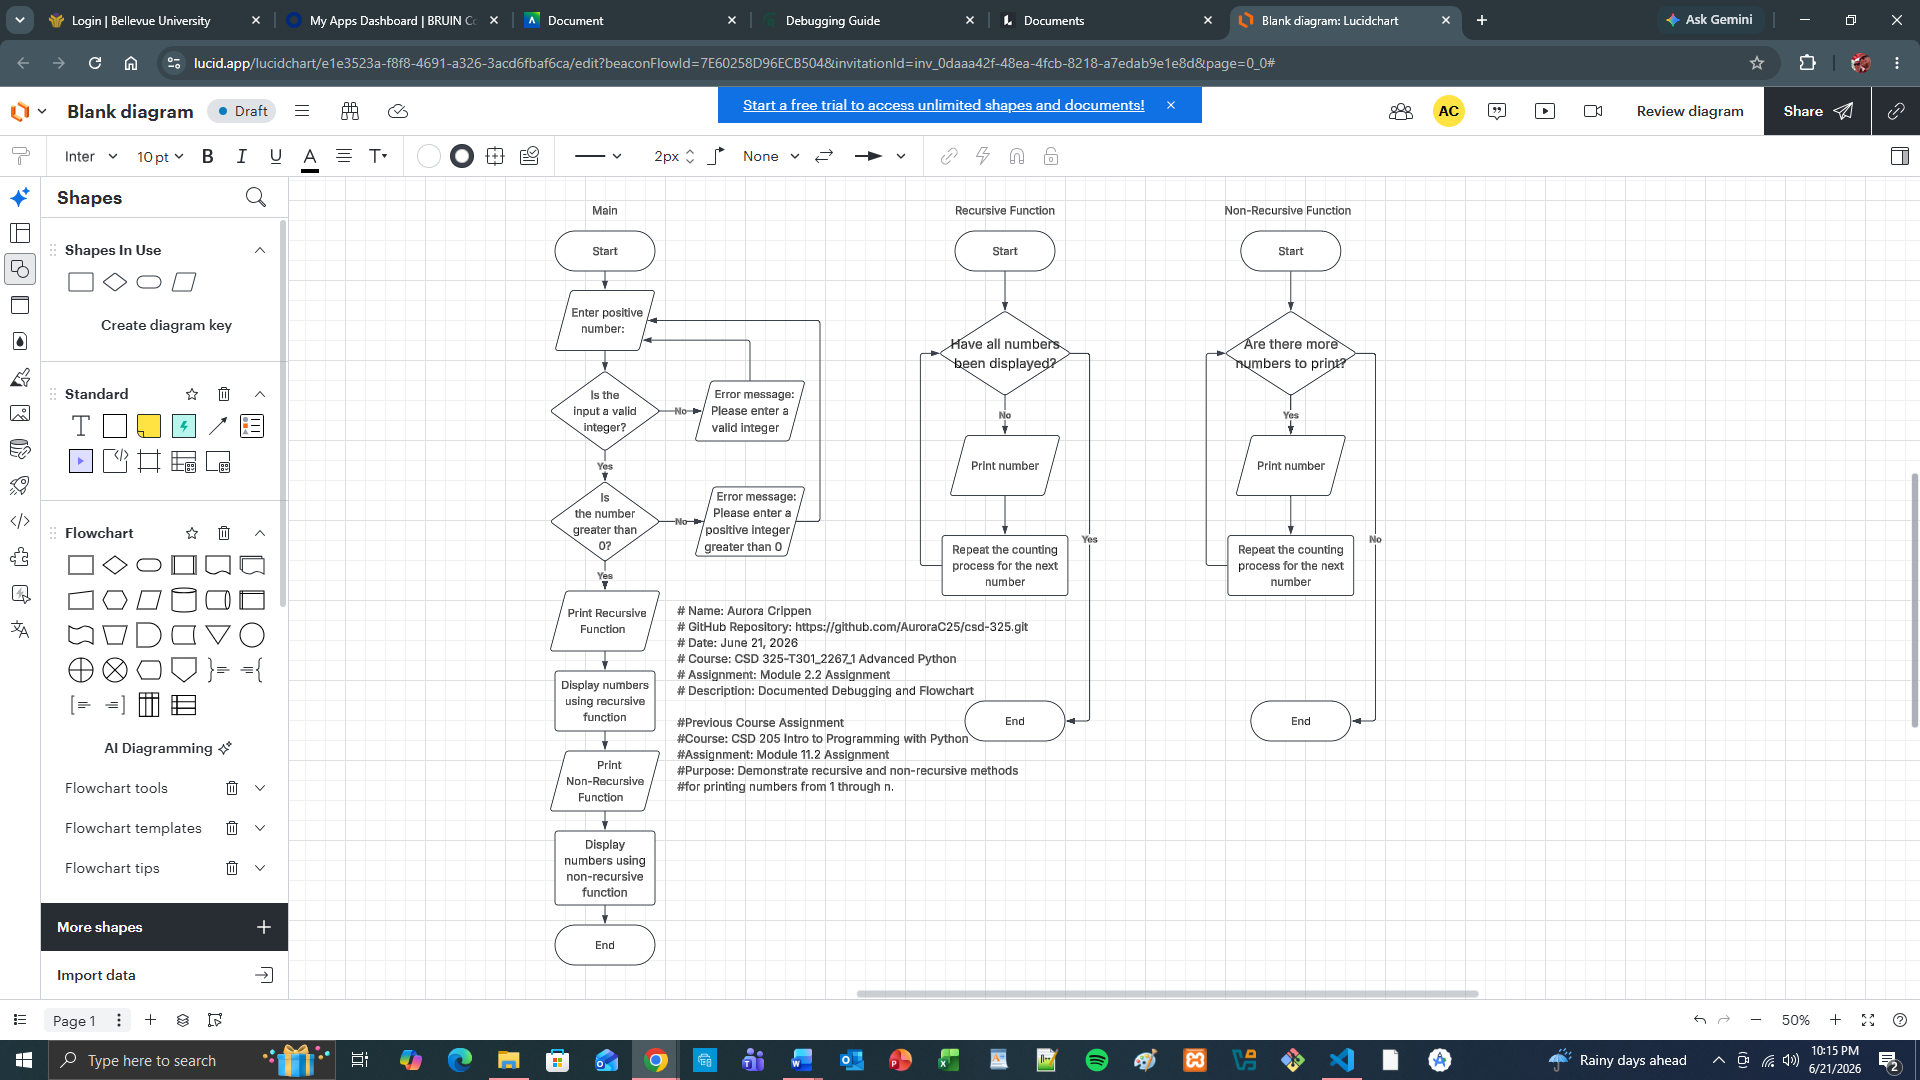 Login | Bellevue University
My Apps Dashboard | BRUIN Co
Document
Debugging Guide
Documents
Blank diagram: Lucidchart
Ask Gemini
lucid.app/lucidchart/e1e3523a-f8f8-4691-a326-3acd6fbaf6ca/edit?beaconFlowId=7E60258D96ECB504&invitationId=inv_0daaa42f-48ea-4fcb-8218-a7edab9e1e8d&page=0_0#
Blank diagram
Draft
Start a free trial to access unlimited shapes and documents!
AC
Review diagram
Share
Inter
10 pt
B
I
U
A
T
2px
None
Shapes
Shapes In Use
Create diagram key
Standard
Flowchart
AI Diagramming
Flowchart tools
Flowchart templates
Flowchart tips
More shapes
Import data
Main
Start
Enter positive
number:
Is the
input a valid
integer?
No
Error message:
Please enter a
valid integer
Yes
Is
the number
greater than
0?
No
Error message:
Please enter a
positive integer
greater than 0
Yes
Print Recursive
Function
Display numbers
using recursive
function
Print
Non-Recursive
Function
Display
numbers using
non-recursive
function
End
# Name: Aurora Crippen
# GitHub Repository: https://github.com/AuroraC25/csd-325.git
# Date: June 21, 2026
# Course: CSD 325-T301_2267_1 Advanced Python
# Assignment: Module 2.2 Assignment
# Description: Documented Debugging and Flowchart
#Previous Course Assignment
#Course: CSD 205 Intro to Programming with Python
#Assignment: Module 11.2 Assignment
#Purpose: Demonstrate recursive and non-recursive methods
#for printing numbers from 1 through n.
Recursive Function
Start
Have all numbers
been displayed?
No
Print number
Repeat the counting
process for the next
number
Yes
End
Non-Recursive Function
Start
Are there more
numbers to print?
Yes
Print number
Repeat the counting
process for the next
number
No
End
Page 1
50%
Type here to search
Rainy days ahead
10:15 PM
6/21/2026
2